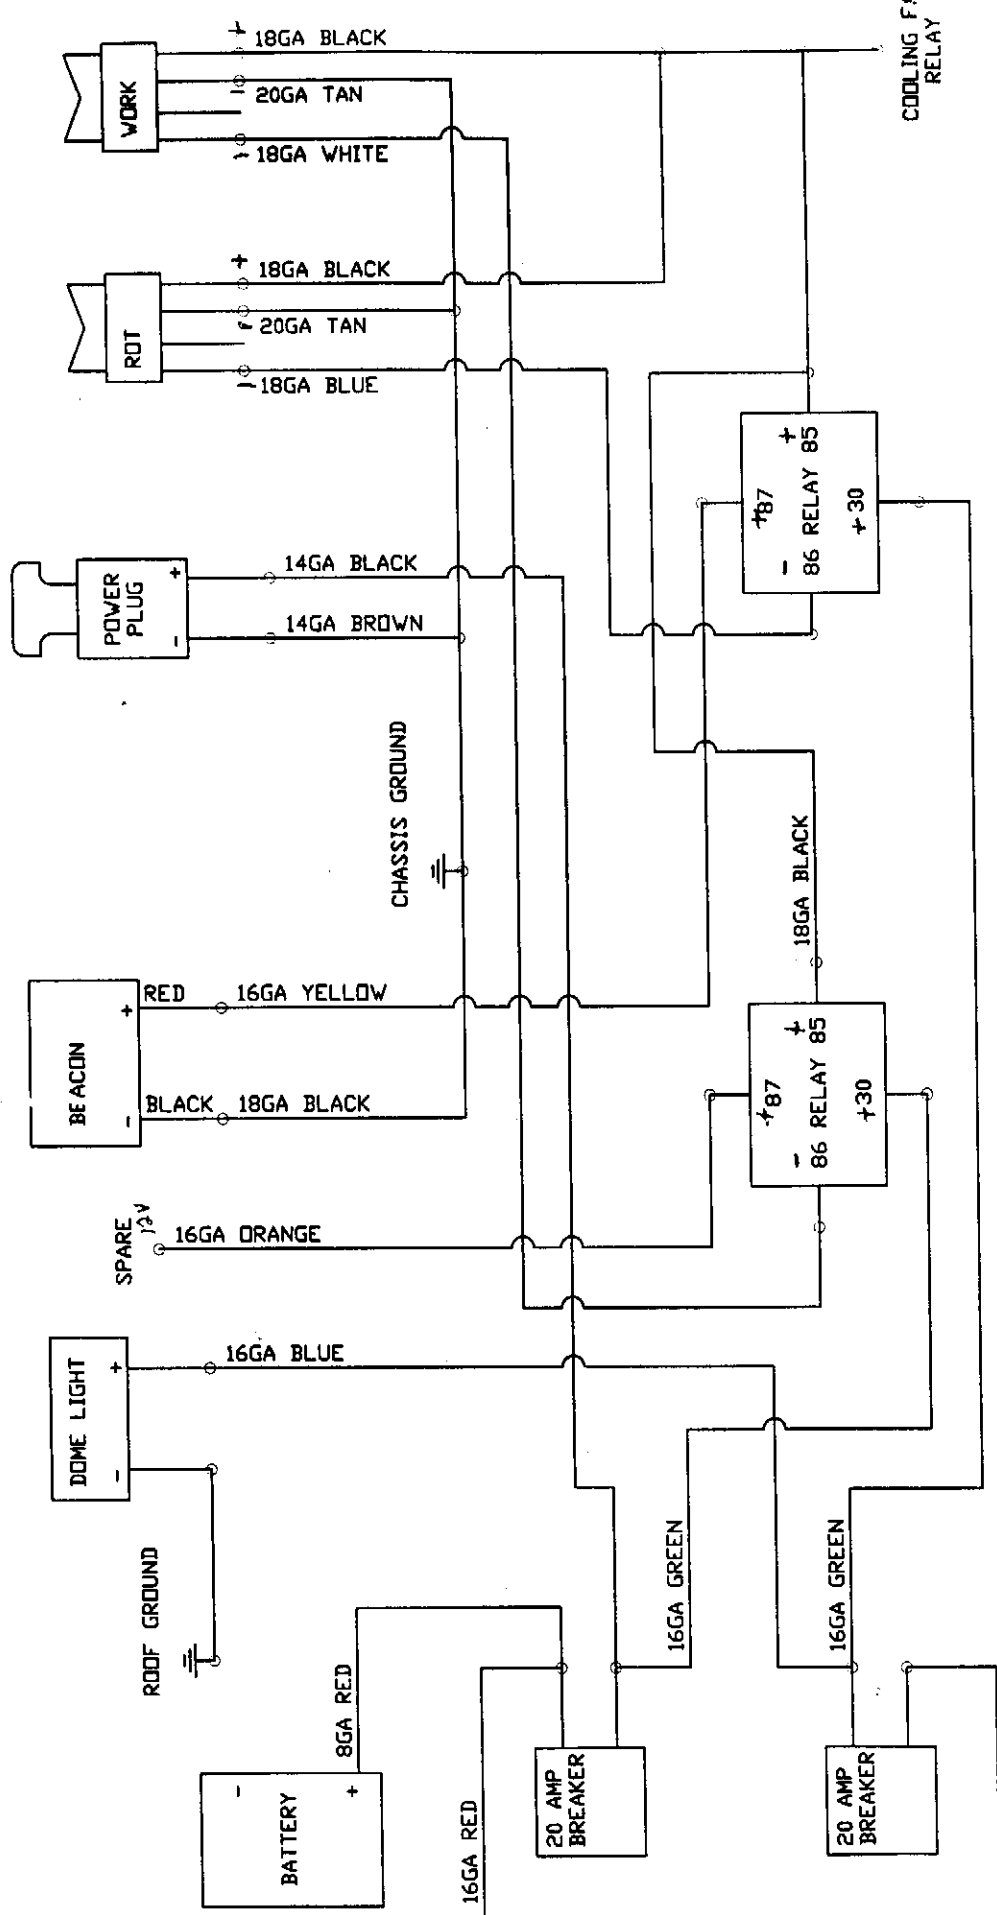 WORK
+
18GA BLACK
-
20GA TAN
-
18GA WHITE
COOLING
RELAY
ROT
+
18GA BLACK
20GA TAN
-
18GA BLUE
POWER
PLUG
+
-
14GA BLACK
14GA BROWN
CHASSIS GROUND
+87
- +
86 RELAY 85
+30
18GA BLACK
BEACON
+
-
RED
16GA YELLOW
BLACK
18GA BLACK
+87
- +
86 RELAY 85
+30
SPARE
12V
16GA ORANGE
DOME LIGHT
+
-
16GA BLUE
ROOF GROUND
16GA GREEN
16GA GREEN
BATTERY
-
+
8GA RED
16GA RED
20 AMP
BREAKER
20 AMP
BREAKER